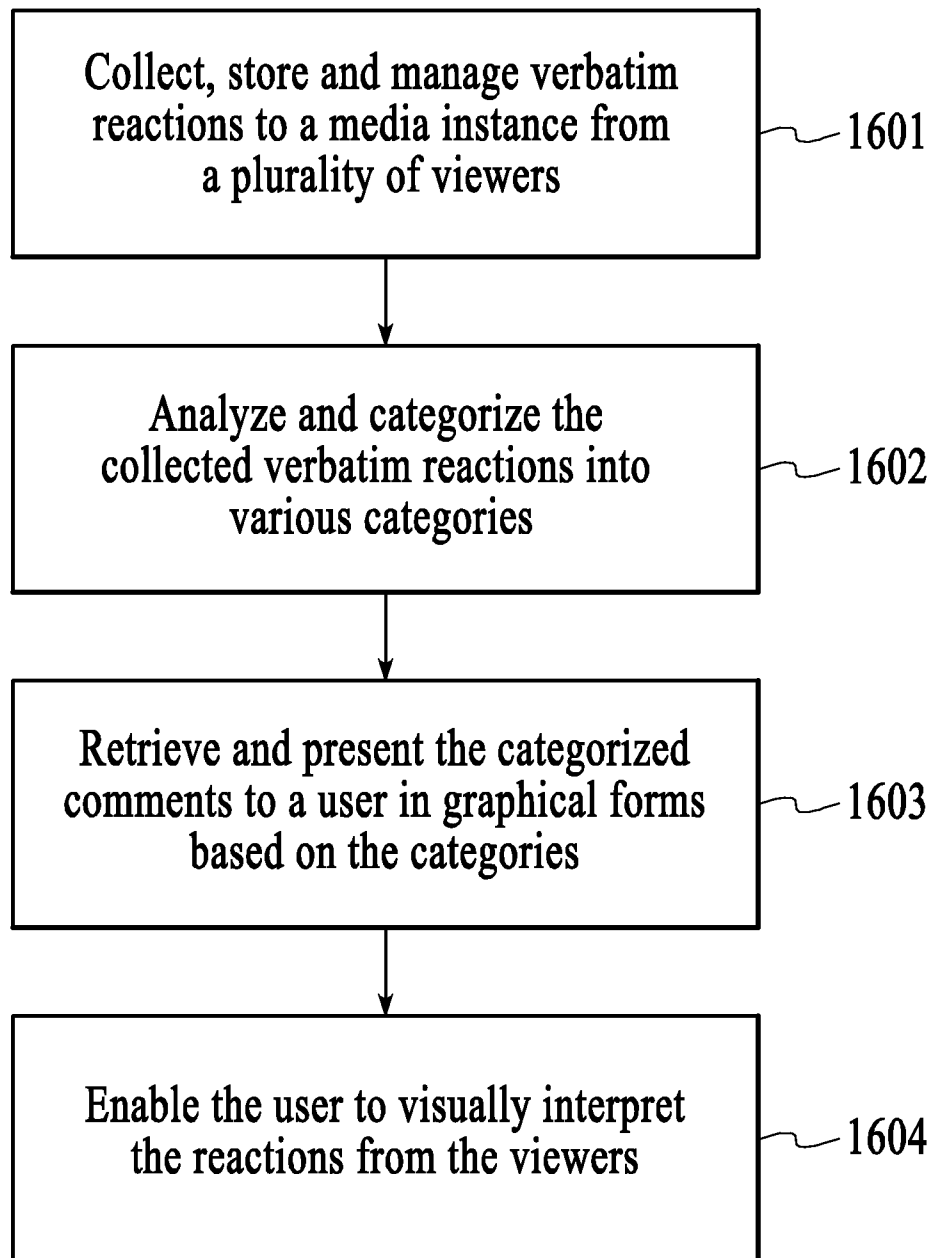 Collect, store and manage verbatim
reactions to a media instance from
a plurality of viewers
1601
Analyze and categorize the
collected verbatim reactions into
various categories
1602
Retrieve and present the categorized
comments to a user in graphical forms
based on the categories
1603
Enable the user to visually interpret
the reactions from the viewers
1604